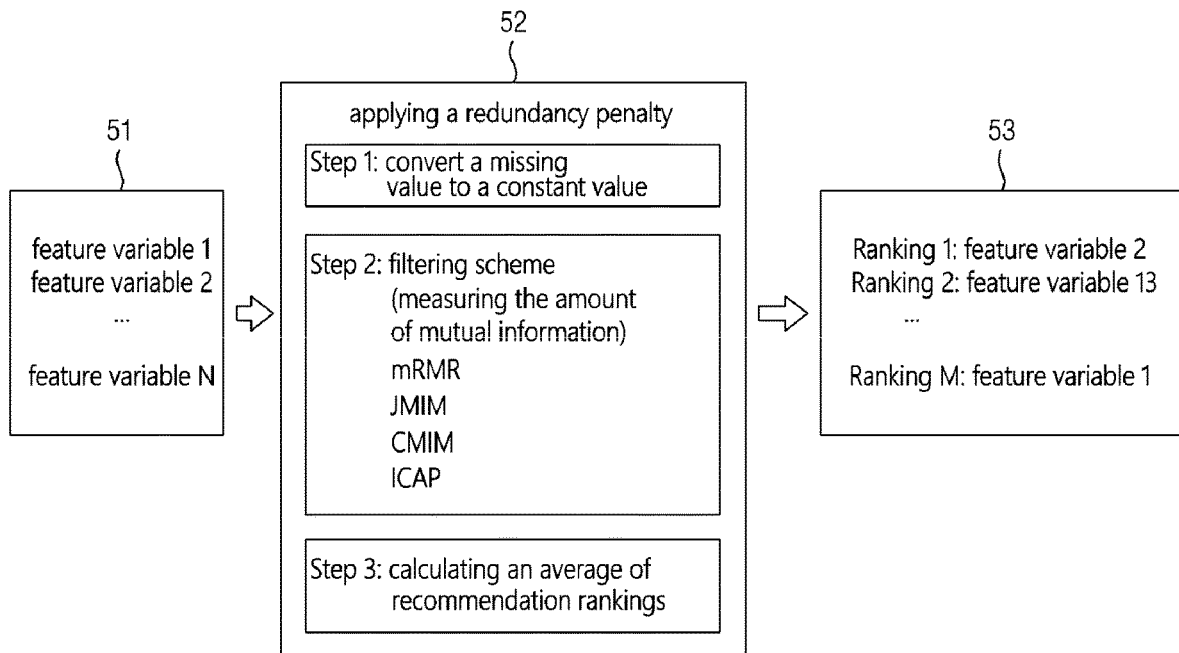 52
51
53
applying a redundancy penalty
Step 1: convert a missing
value to a constant value
feature variable 1
feature variable 2
...
feature variable N
Step 2: filtering scheme
(measuring the amount
of mutual information)
mRMR
JMIM
CMIM
ICAP
Step 3: calculating an average of
recommendation rankings
Ranking 1: feature variable 2
Ranking 2: feature variable 13
...
Ranking M: feature variable 1